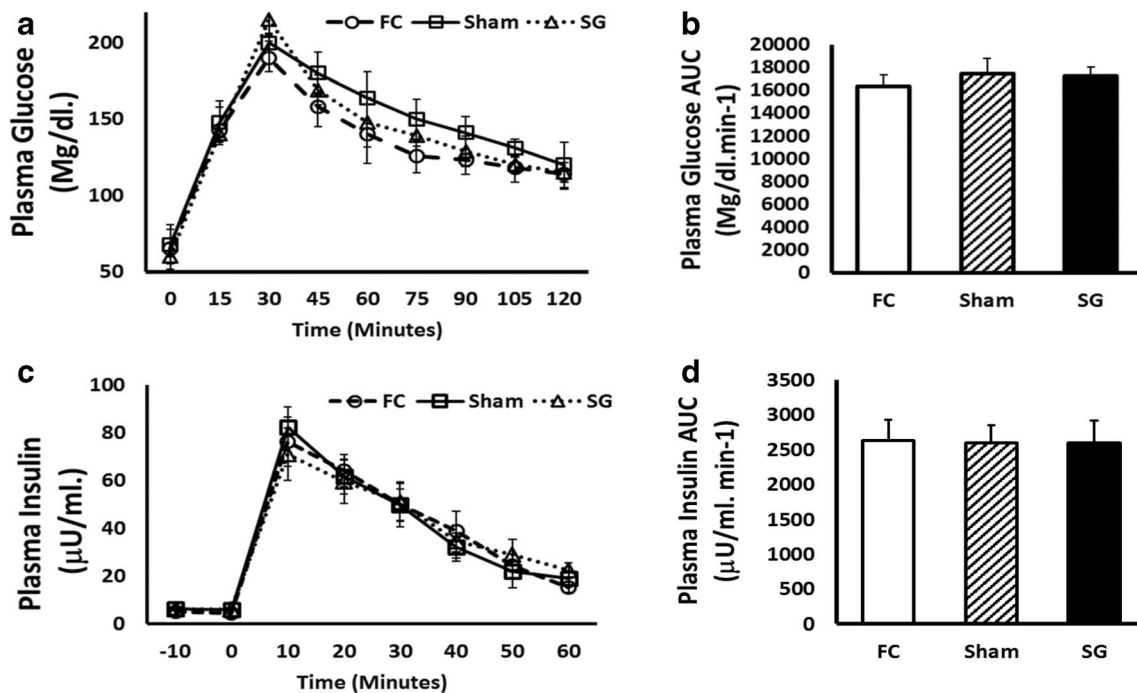 a
FC Sham SG
Plasma Glucose
(Mg/dl.)
200
150
100
50
0 15 30 45 60 75 90 105 120
Time (Minutes)
b
Plasma Glucose AUC
(Mg/dl.min-1)
20000
18000
16000
14000
12000
10000
8000
6000
4000
2000
0
FC Sham SG
c
FC Sham SG
Plasma Insulin
(μU/ml.)
100
80
60
40
20
0
-10 0 10 20 30 40 50 60
Time (Minutes)
d
Plasma Insulin AUC
(μU/ml. min-1)
3500
3000
2500
2000
1500
1000
500
0
FC Sham SG